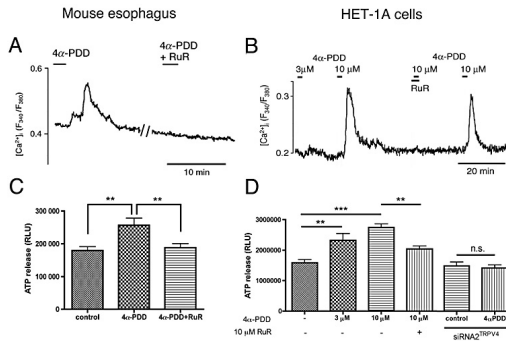 Mouse esophagus
HET-1A cells
A
4α-PDD
4α-PDD
+ RuR
0.6
0.4
[Ca²⁺]ᵢ (F₃₄₀/F₃₈₀)
10 min
B
4α-PDD
4α-PDD
3μM 10 μM 10 μM 10 μM
RuR
0.3
0.2
[Ca²⁺]ᵢ (F₃₄₀/F₃₈₀)
20 min
C
** **
300 000
200 000
100 000
0
ATP release (RLU)
control 4α-PDD 4α-PDD+RuR
D
*** **
**
n.s.
3000000
2000000
1000000
0
ATP release (RLU)
control 4αPDD
4α-PDD - 3 μM 10 μM 10 μM
10 μM RuR - - - +
siRNA2ᵀᴿᴾⱽ⁴